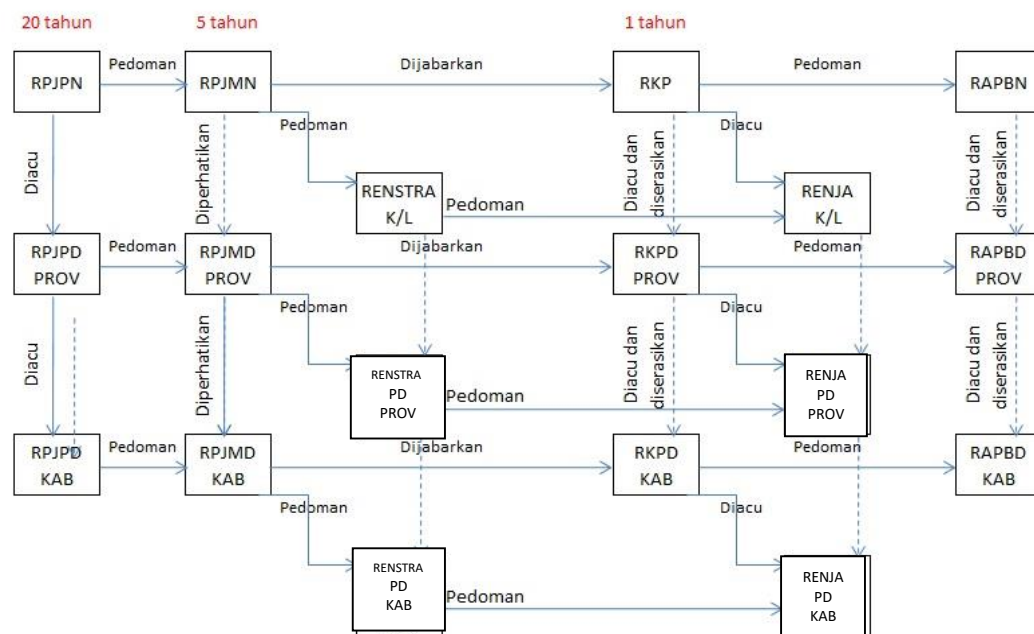 20 tahun
5 tahun
1 tahun
RPJPN
Pedoman
RPJMN
Dijabarkan
RKP
Pedoman
RAPBN
Diacu
Diperhatikan
Pedoman
Diacu dan
diserasikan
Diacu
Diacu dan
diserasikan
RENSTRA
K/L
Pedoman
RENJA
K/L
RPJPD
PROV
Pedoman
RPJMD
PROV
Dijabarkan
RKPD
PROV
Pedoman
RAPBD
PROV
Diacu
Diperhatikan
Pedoman
Diacu dan
diserasikan
Diacu
Diacu dan
diserasikan
RENSTRA
PD
PROV
Pedoman
RENJA
PD
PROV
RPJPD
KAB
Pedoman
RPJMD
KAB
Dijabarkan
RKPD
KAB
Pedoman
RAPBD
KAB
Pedoman
Diacu
RENSTRA
PD
KAB
Pedoman
RENJA
PD
KAB